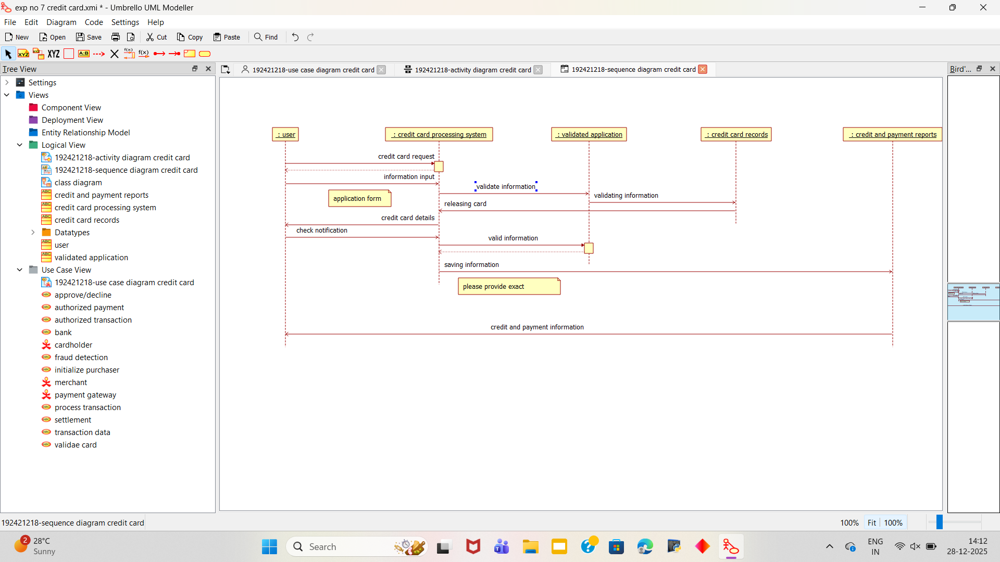 exp no 7 credit card.xmi * - Umbrello UML Modeller
File Edit Diagram Code Settings Help
New Open Save Cut Copy Paste Find
XYZ XYZ XYZ A:B f(x) f(x)
Tree View
192421218-use case diagram credit card
192421218-activity diagram credit card
192421218-sequence diagram credit card
Bird'...
Settings
Views
Component View
Deployment View
Entity Relationship Model
Logical View
192421218-activity diagram credit card
192421218-sequence diagram credit card
class diagram
credit and payment reports
credit card processing system
credit card records
Datatypes
user
validated application
Use Case View
192421218-use case diagram credit card
approve/decline
authorized payment
authorized transaction
bank
cardholder
fraud detection
initialize purchaser
merchant
payment gateway
process transaction
settlement
transaction data
validae card
: user
: credit card processing system
: validated application
: credit card records
: credit and payment reports
credit card request
information input
application form
validate information
validating information
releasing card
credit card details
check notification
valid information
saving information
please provide exact
credit and payment information
192421218-sequence diagram credit card
100% Fit 100%
2
28°C
Sunny
Search
ENG
IN
14:12
28-12-2025